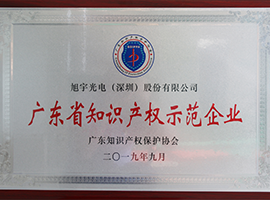 旭宇光电（深圳）股份有限公司
广东省知识产权示范企业
广东知识产权保护协会
二〇一九年九月